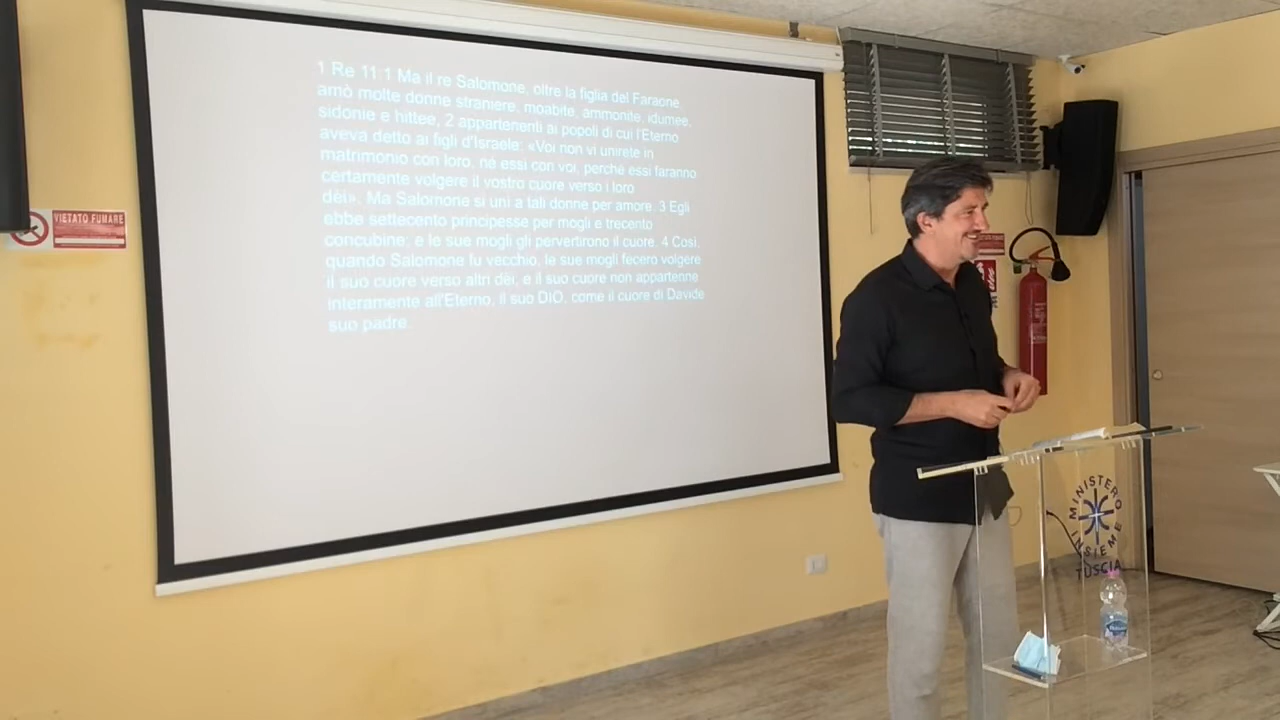 1 Re 11:1 Ma il re Salomone, oltre la figlia del Faraone,
amò molte donne straniere, moabite, ammonite, idumee,
sidonie e hittee, 2 appartenenti ai popoli di cui l'Eterno
aveva detto ai figli d'Israele: «Voi non vi unirete in
matrimonio con loro, né essi con voi, perché essi faranno
certamente volgere il vostro cuore verso i loro
dèi». Ma Salomone si unì a tali donne per amore. 3 Egli
ebbe settecento principesse per mogli e trecento
concubine; e le sue mogli gli pervertirono il cuore. 4 Così,
quando Salomone fu vecchio, le sue mogli fecero volgere
il suo cuore verso altri dèi, e il suo cuore non appartenne
interamente all'Eterno, il suo DIO, come il cuore di Davide
suo padre.
VIETATO FUMARE
MINISTERO
INSIEME
TUSCIA